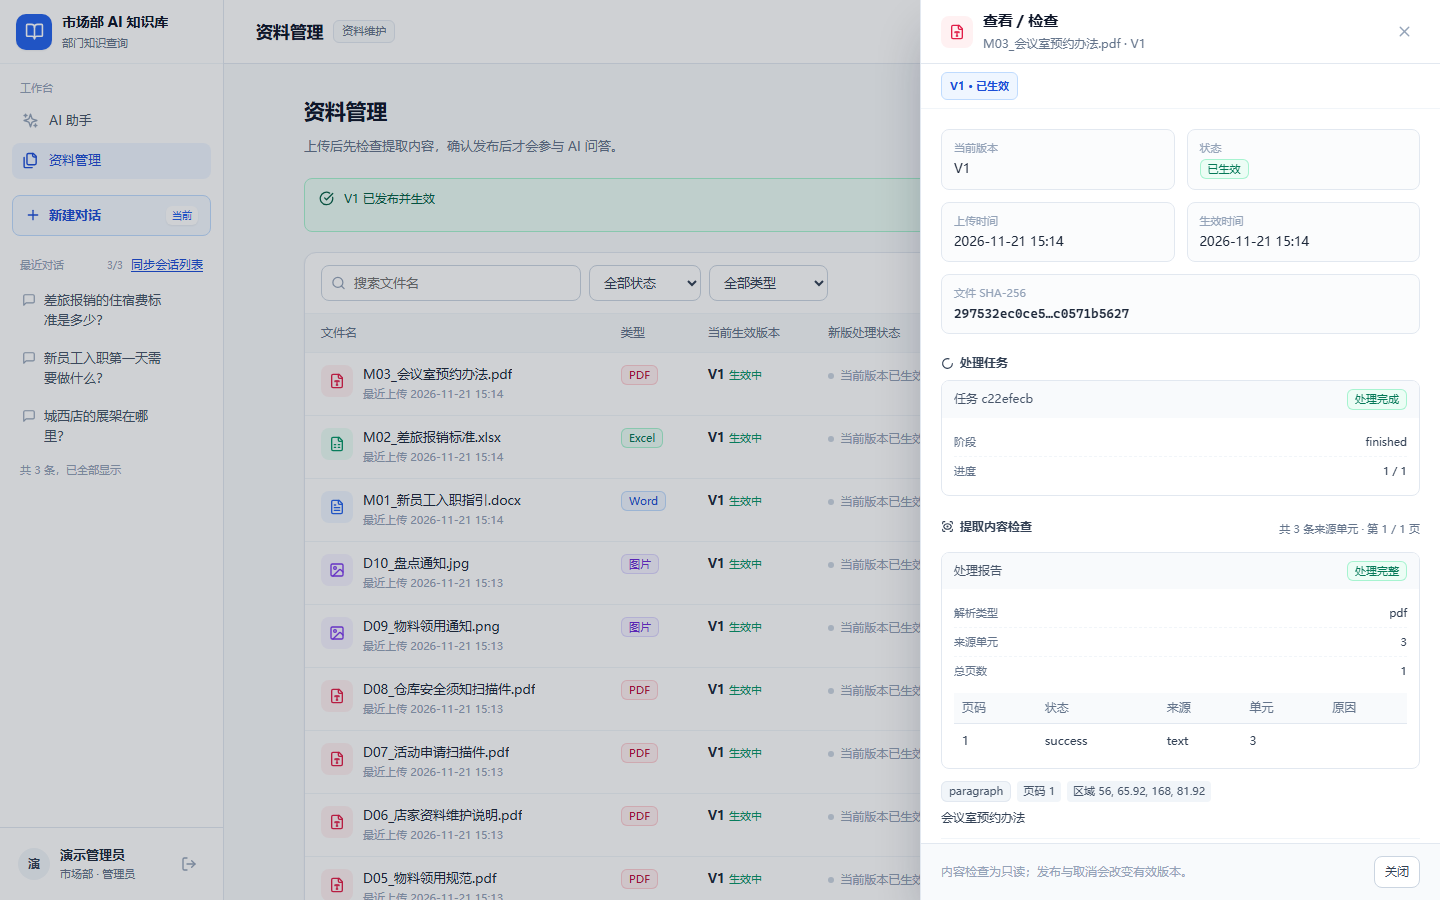 市场部 AI 知识库
部门知识查询
工作台
AI 助手
资料管理
新建对话 当前
最近对话 3/3 同步会话列表
差旅报销的住宿费标
准是多少？
新员工入职第一天需
要做什么？
城西店的展架在哪
里？
共 3 条，已全部显示
演 演示管理员
市场部 · 管理员
资料管理 资料维护
资料管理
上传后先检查提取内容，确认发布后才会参与 AI 问答。
V1 已发布并生效
搜索文件名 全部状态 全部类型
文件名 类型 当前生效版本 新版处理状态
M03_会议室预约办法.pdf PDF V1 生效中 当前版本已生效
最近上传 2026-11-21 15:14
M02_差旅报销标准.xlsx Excel V1 生效中 当前版本已生效
最近上传 2026-11-21 15:14
M01_新员工入职指引.docx Word V1 生效中 当前版本已生效
最近上传 2026-11-21 15:14
D10_盘点通知.jpg 图片 V1 生效中 当前版本已生效
最近上传 2026-11-21 15:13
D09_物料领用通知.png 图片 V1 生效中 当前版本已生效
最近上传 2026-11-21 15:13
D08_仓库安全须知扫描件.pdf PDF V1 生效中 当前版本已生效
最近上传 2026-11-21 15:13
D07_活动申请扫描件.pdf PDF V1 生效中 当前版本已生效
最近上传 2026-11-21 15:13
D06_店家资料维护说明.pdf PDF V1 生效中 当前版本已生效
最近上传 2026-11-21 15:13
D05_物料领用规范.pdf PDF V1 生效中 当前版本已生效
最近上传 2026-11-21 15:13
查看 / 检查
M03_会议室预约办法.pdf · V1
V1 • 已生效
当前版本
V1
状态
已生效
上传时间
2026-11-21 15:14
生效时间
2026-11-21 15:14
文件 SHA-256
297532ec0ce5…c0571b5627
处理任务
任务 c22efecb 处理完成
阶段 finished
进度 1 / 1
提取内容检查 共 3 条来源单元 · 第 1 / 1 页
处理报告 处理完整
解析类型 pdf
来源单元 3
总页数 1
页码 状态 来源 单元 原因
1 success text 3
paragraph 页码 1 区域 56, 65.92, 168, 81.92
会议室预约办法
内容检查为只读；发布与取消会改变有效版本。 关闭